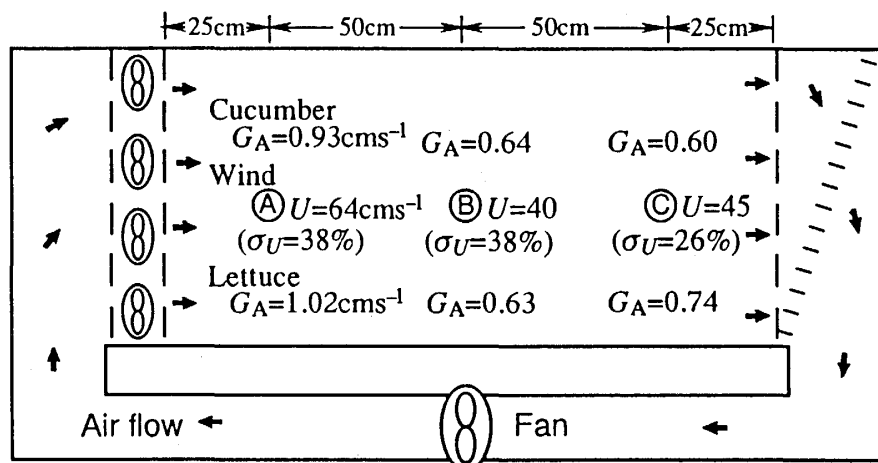 25cm 50cm 50cm 25cm
Cucumber
G_A=0.93cms⁻¹ G_A=0.64 G_A=0.60
Wind
Ⓐ U=64cms⁻¹ Ⓑ U=40 Ⓒ U=45
(σ_U=38%) (σ_U=38%) (σ_U=26%)
Lettuce
G_A=1.02cms⁻¹ G_A=0.63 G_A=0.74
Air flow Fan